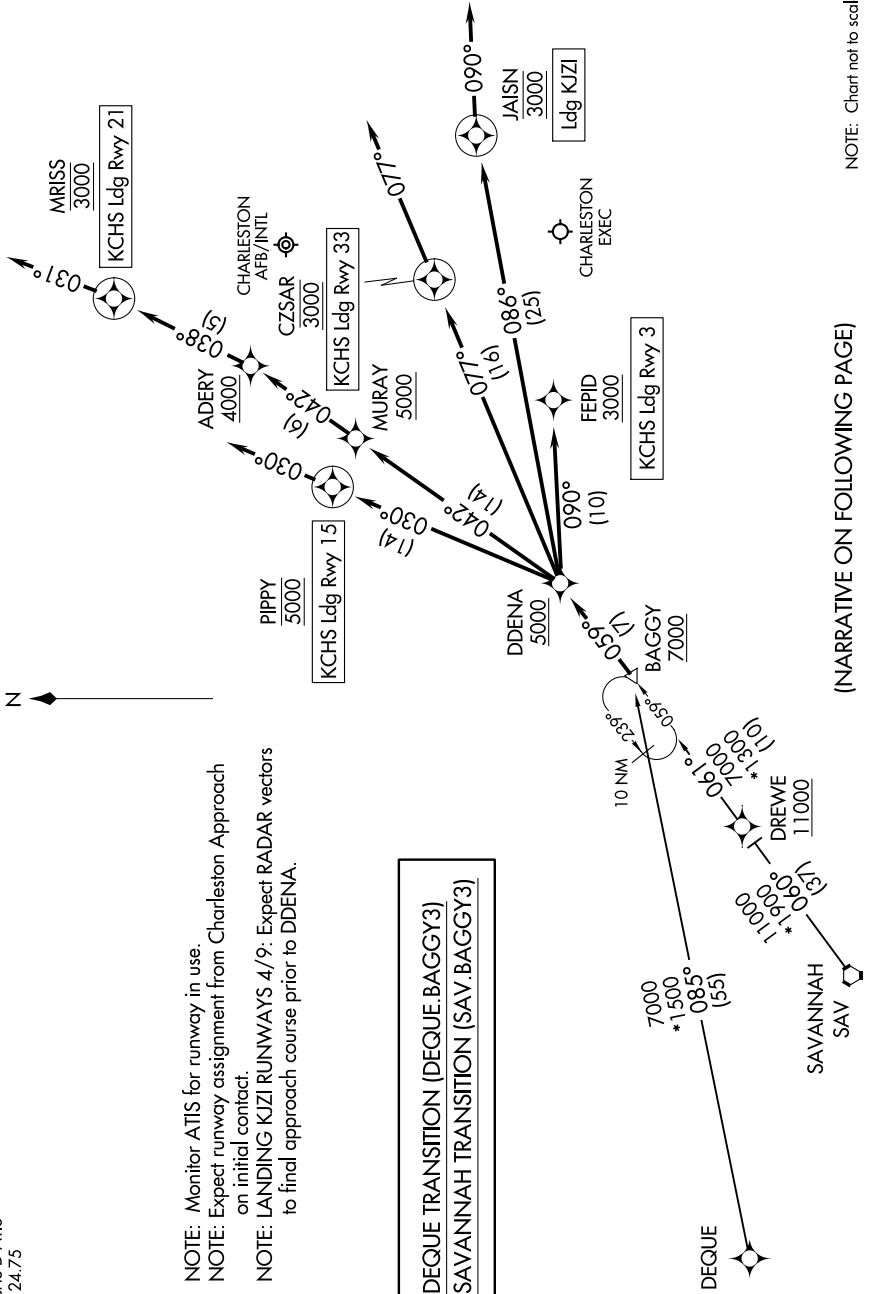 24.75
N
NOTE: Monitor ATIS for runway in use.
NOTE: Expect runway assignment from Charleston Approach
on initial contact.
NOTE: LANDING KJZI RUNWAYS 4/9: Expect RADAR vectors
to final approach course prior to DDENA.
DEQUE TRANSITION (DEQUE.BAGGY3)
SAVANNAH TRANSITION (SAV.BAGGY3)
MRISS
3000
KCHS Ldg Rwy 21
031°
038°
(5)
ADERY
4000
042°
(6)
MURAY
5000
042°
(14)
CHARLESTON
AFB/INTL
CZSAR
3000
KCHS Ldg Rwy 33
077°
077°
(16)
JAISN
3000
Ldg KJZI
090°
086°
(25)
CHARLESTON
EXEC
FEPID
3000
KCHS Ldg Rwy 3
090°
(10)
PIPPY
5000
KCHS Ldg Rwy 15
030°
030°
(14)
DDENA
5000
059°
(7)
BAGGY
7000
239°
059°
10 NM
061°
7000
*1300
(10)
DREWE
11000
11000
*1900
060°
(37)
SAVANNAH
SAV
7000
*1500
085°
(55)
DEQUE
(NARRATIVE ON FOLLOWING PAGE)
NOTE: Chart not to scal